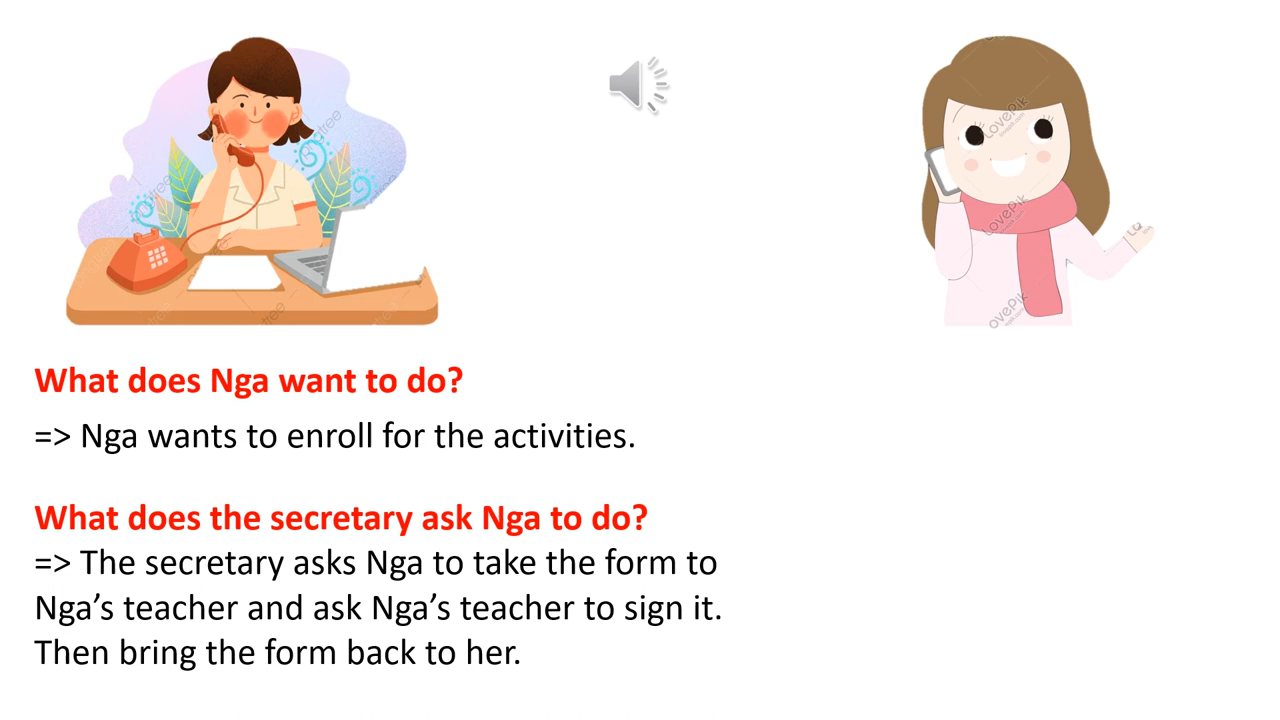 What does Nga want to do?
=> Nga wants to enroll for the activities.
What does the secretary ask Nga to do?
=> The secretary asks Nga to take the form to
Nga’s teacher and ask Nga’s teacher to sign it.
Then bring the form back to her.